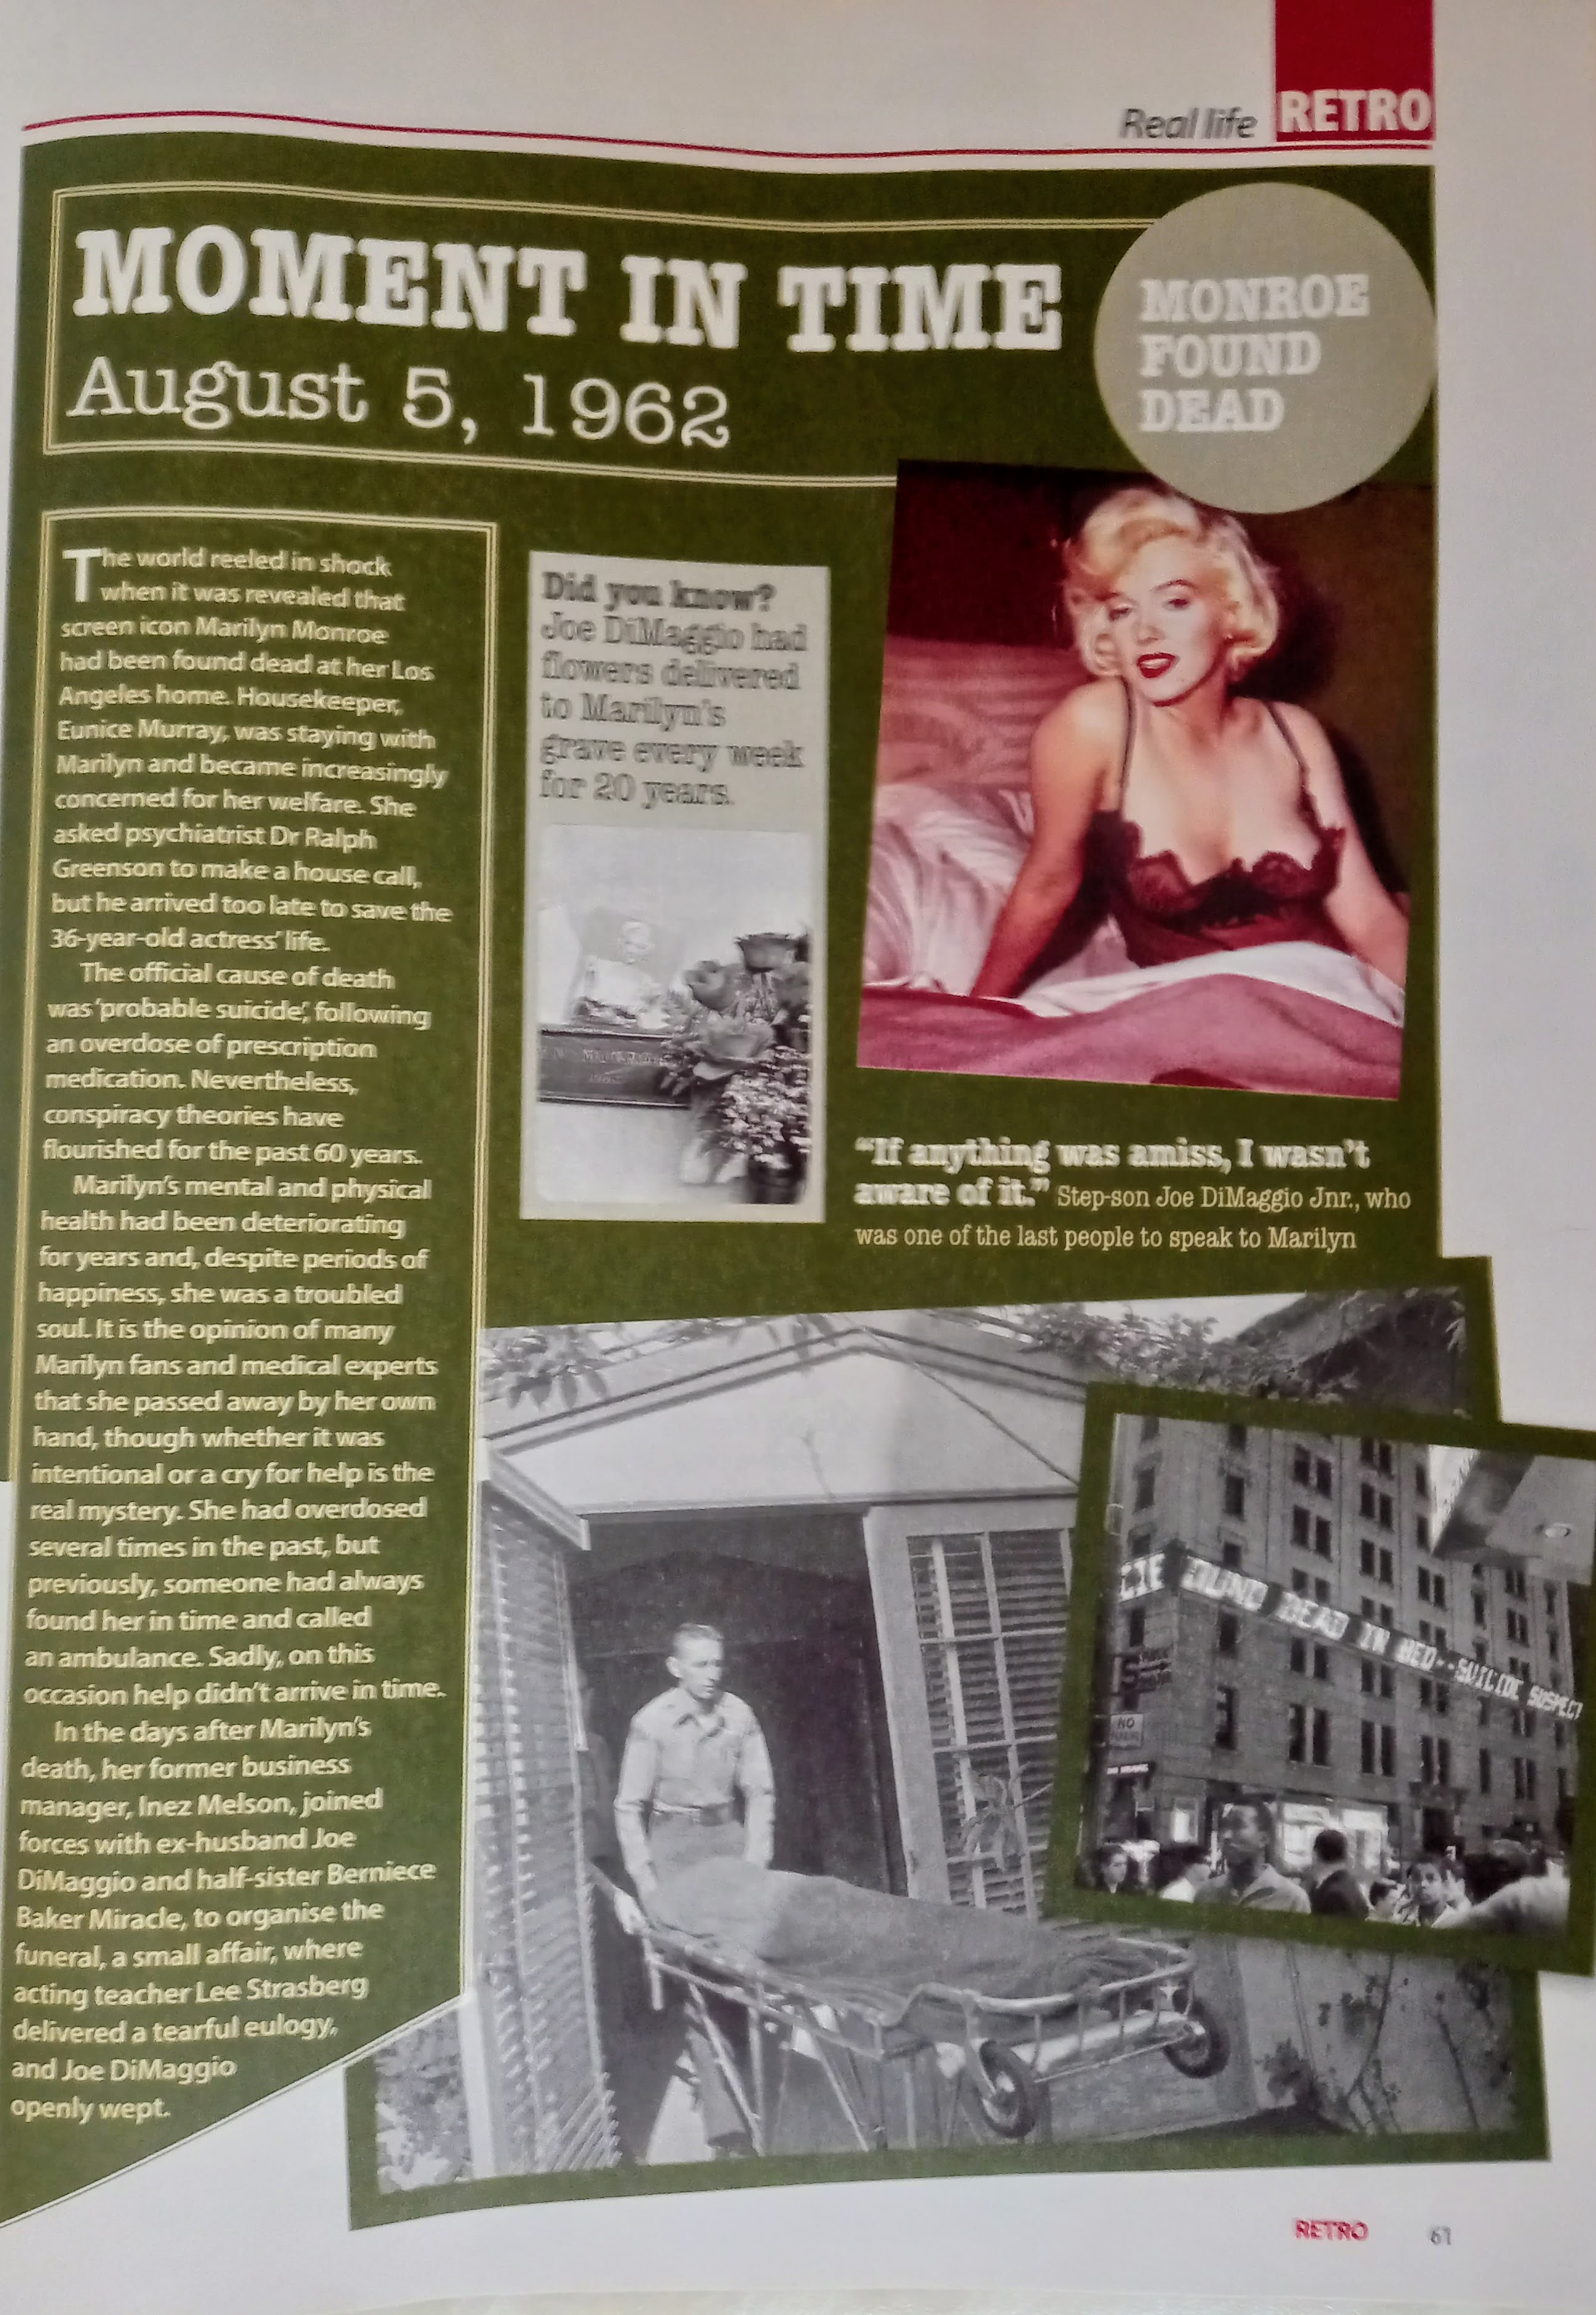 Real life RETRO
MOMENT IN TIME
August 5, 1962
MONROE
FOUND
DEAD
The world reeled in shock
when it was revealed that
screen icon Marilyn Monroe
had been found dead at her Los
Angeles home. Housekeeper,
Eunice Murray, was staying with
Marilyn and became increasingly
concerned for her welfare. She
asked psychiatrist Dr Ralph
Greenson to make a house call,
but he arrived too late to save the
36-year-old actress' life.
The official cause of death
was 'probable suicide', following
an overdose of prescription
medication. Nevertheless,
conspiracy theories have
flourished for the past 60 years.
Marilyn's mental and physical
health had been deteriorating
for years and, despite periods of
happiness, she was a troubled
soul. It is the opinion of many
Marilyn fans and medical experts
that she passed away by her own
hand, though whether it was
intentional or a cry for help is the
real mystery. She had overdosed
several times in the past, but
previously, someone had always
found her in time and called
an ambulance. Sadly, on this
occasion help didn't arrive in time.
In the days after Marilyn's
death, her former business
manager, Inez Melson, joined
forces with ex-husband Joe
DiMaggio and half-sister Berniece
Baker Miracle, to organise the
funeral, a small affair, where
acting teacher Lee Strasberg
delivered a tearful eulogy,
and Joe DiMaggio
openly wept.
Did you know?
Joe DiMaggio had
flowers delivered
to Marilyn's
grave every week
for 20 years.
"If anything was amiss, I wasn't
aware of it." Step-son Joe DiMaggio Jnr., who
was one of the last people to speak to Marilyn
DEAD IN BED--SUICIDE SUSPECT
NO
RETRO 61